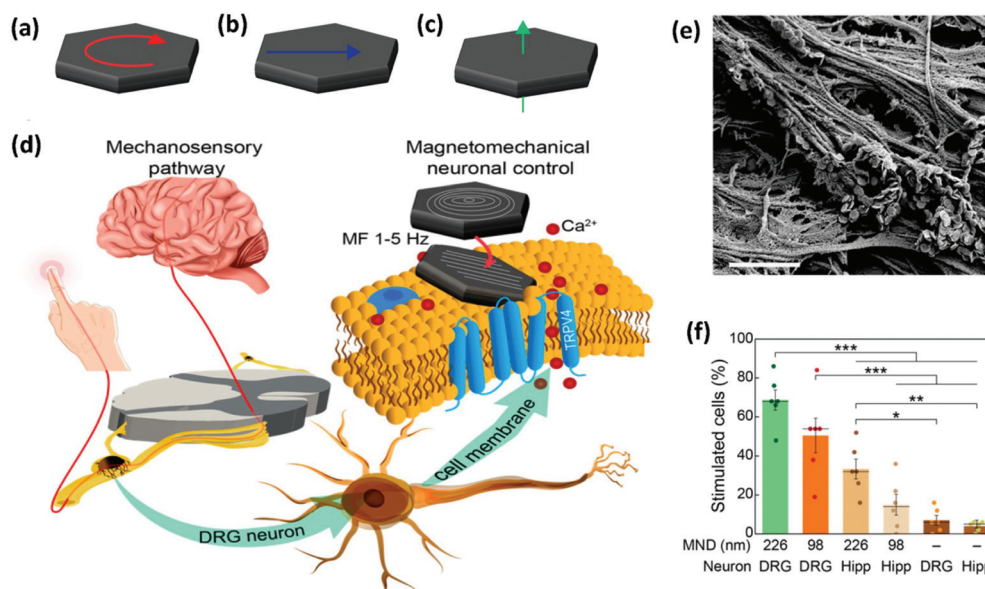 (a)
(b)
(c)
(d)
Mechanosensory
pathway
Magnetomechanical
neuronal control
MF 1-5 Hz
Ca2+
TRPV4
cell membrane
DRG neuron
(e)
(f)
Stimulated cells (%)
100
80
60
40
20
0
***
***
**
*
MND (nm) 226 98 226 98 – –
Neuron DRG DRG Hipp Hipp DRG Hipp